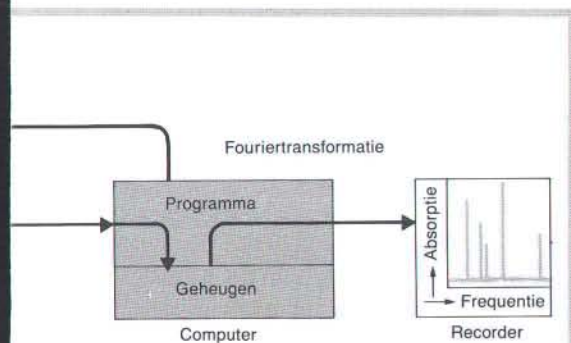 Fouriertransformatie
Programma
Geheugen
Computer
Absorptie
Frequentie
Recorder